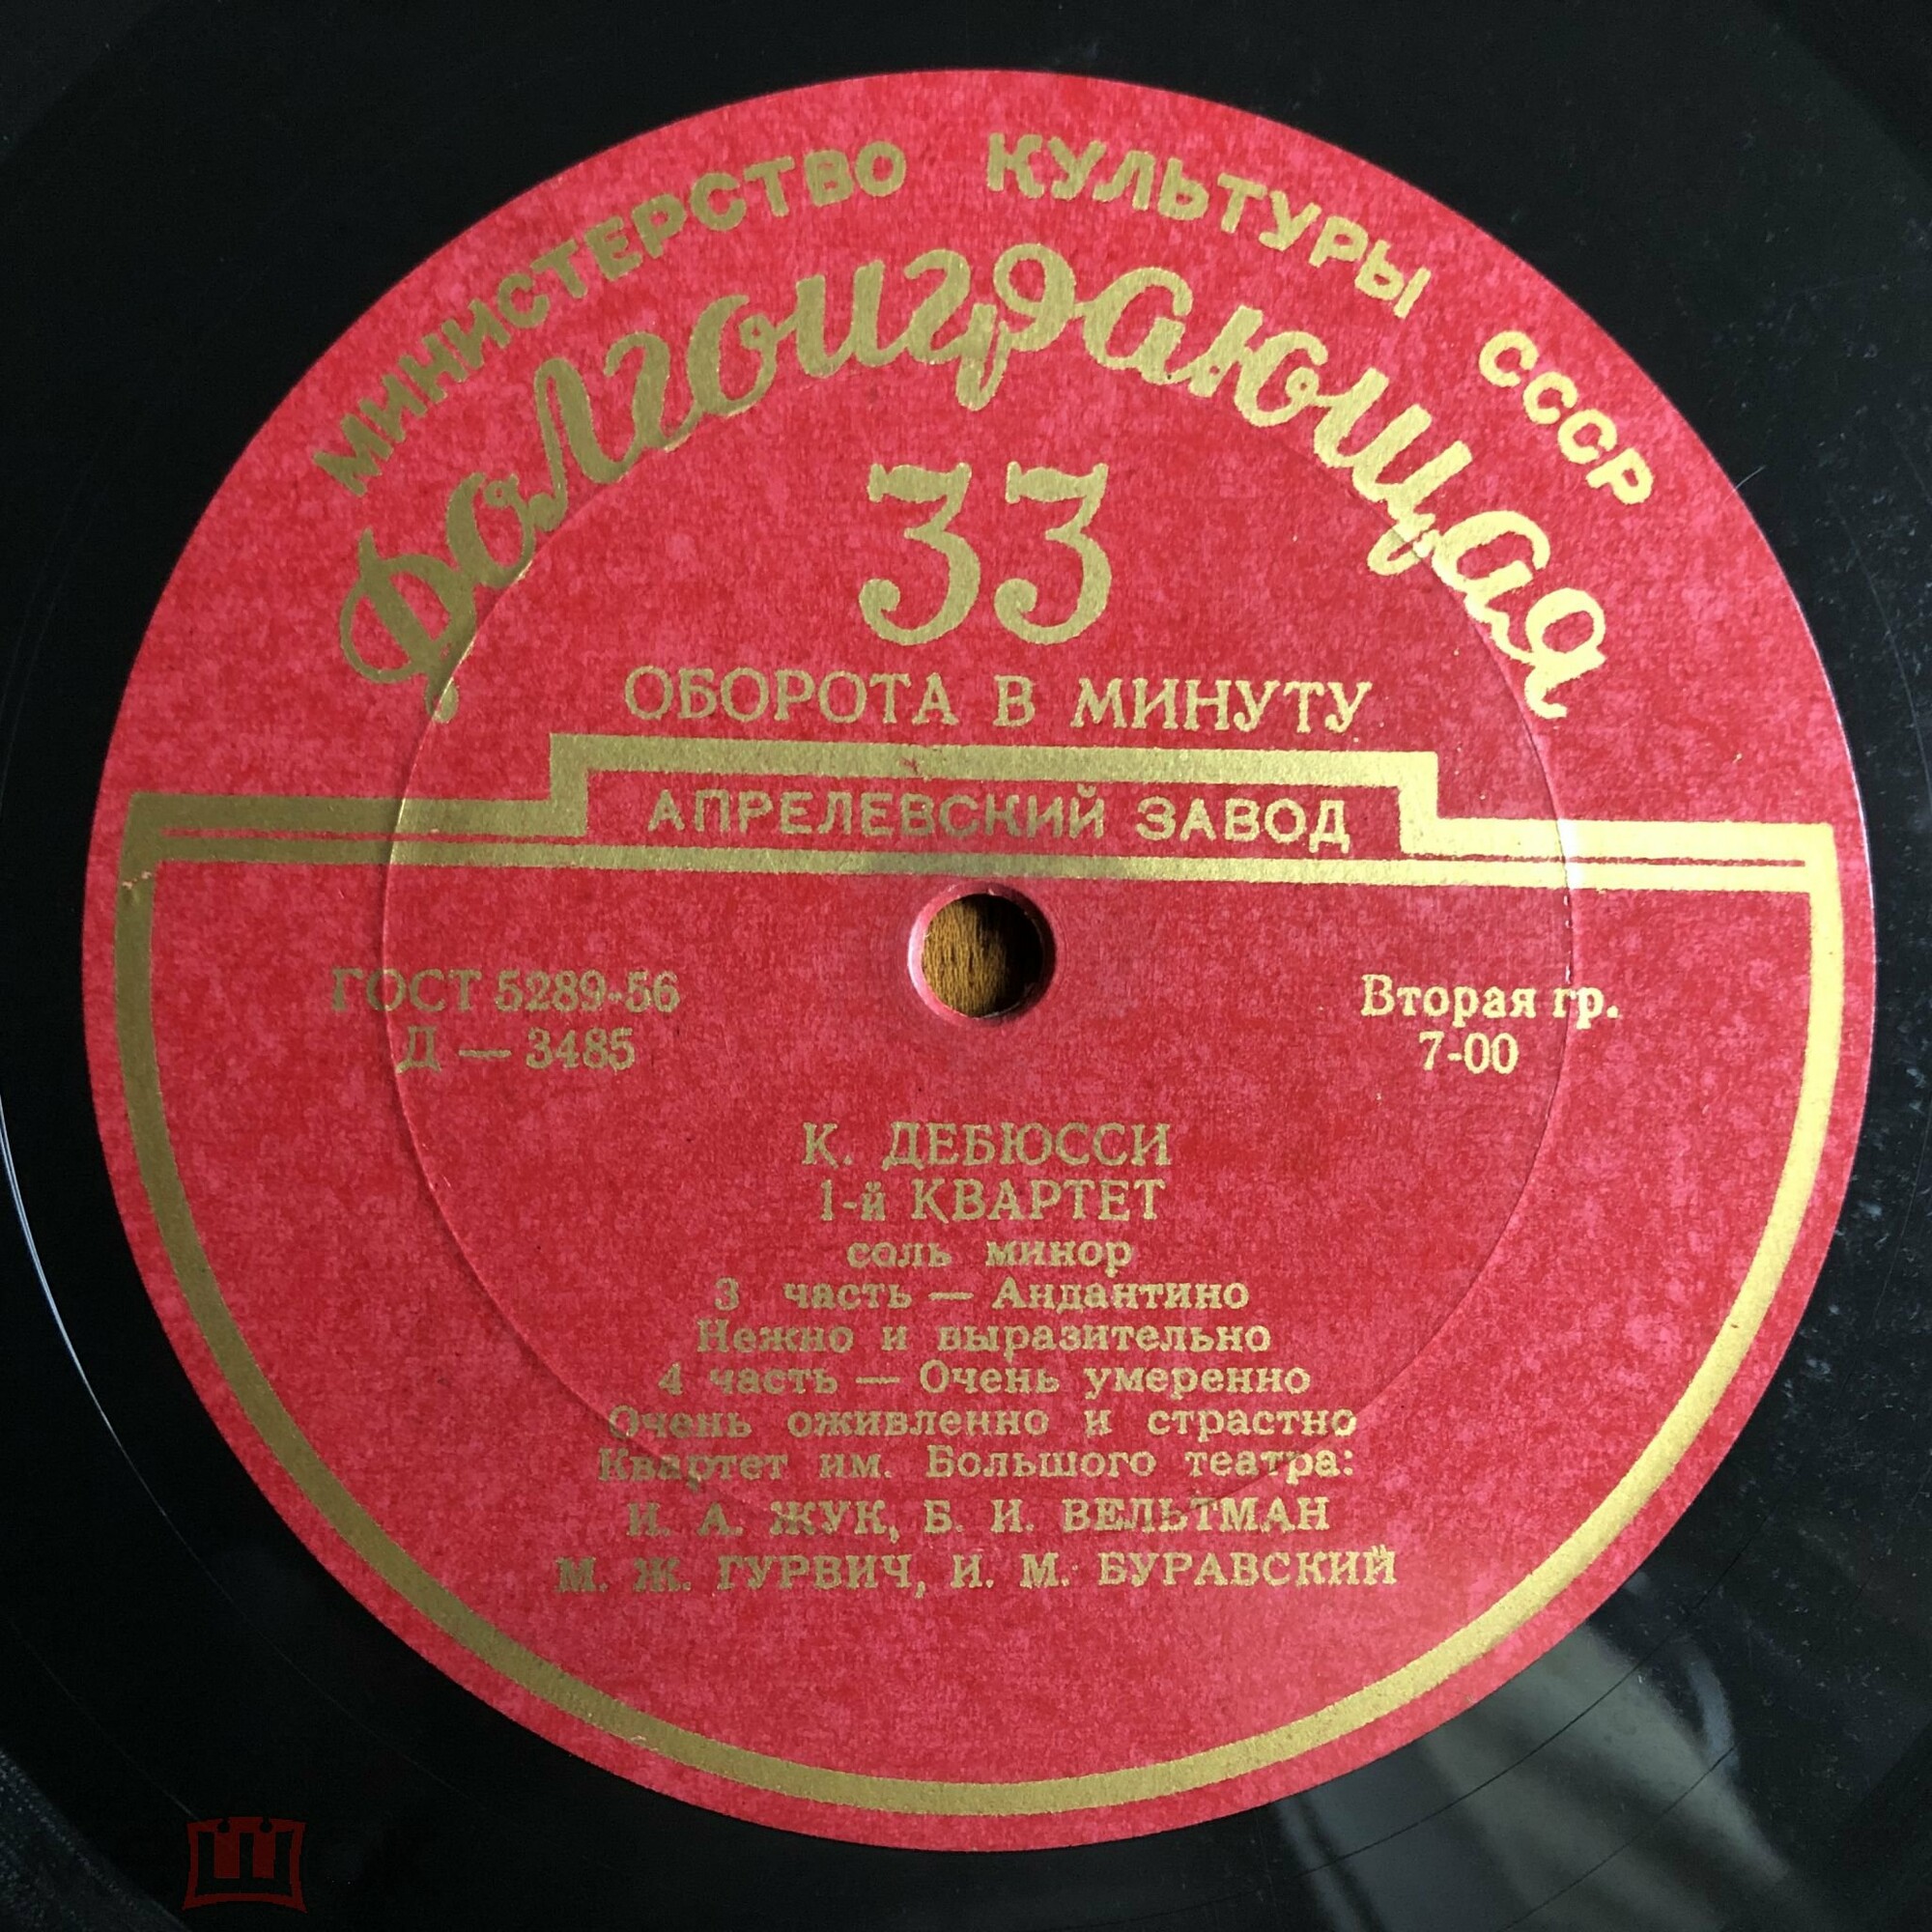 МИНИСТЕРСТВО КУЛЬТУРЫ СССР
Долгоиграющая
33
ОБОРОТА В МИНУТУ
АПРЕЛЕВСКИЙ ЗАВОД
ГОСТ 5289-56
Д — 3485
Вторая гр.
7-00
К. ДЕБЮССИ
1-й КВАРТЕТ
соль минор
3 часть — Андантино
Нежно и выразительно
4 часть — Очень умеренно
Очень оживленно и страстно
Квартет им. Большого театра:
И. А. ЖУК, Б. И. ВЕЛЬТМАН
М. Ж. ГУРВИЧ, И. М. БУРАВСКИЙ